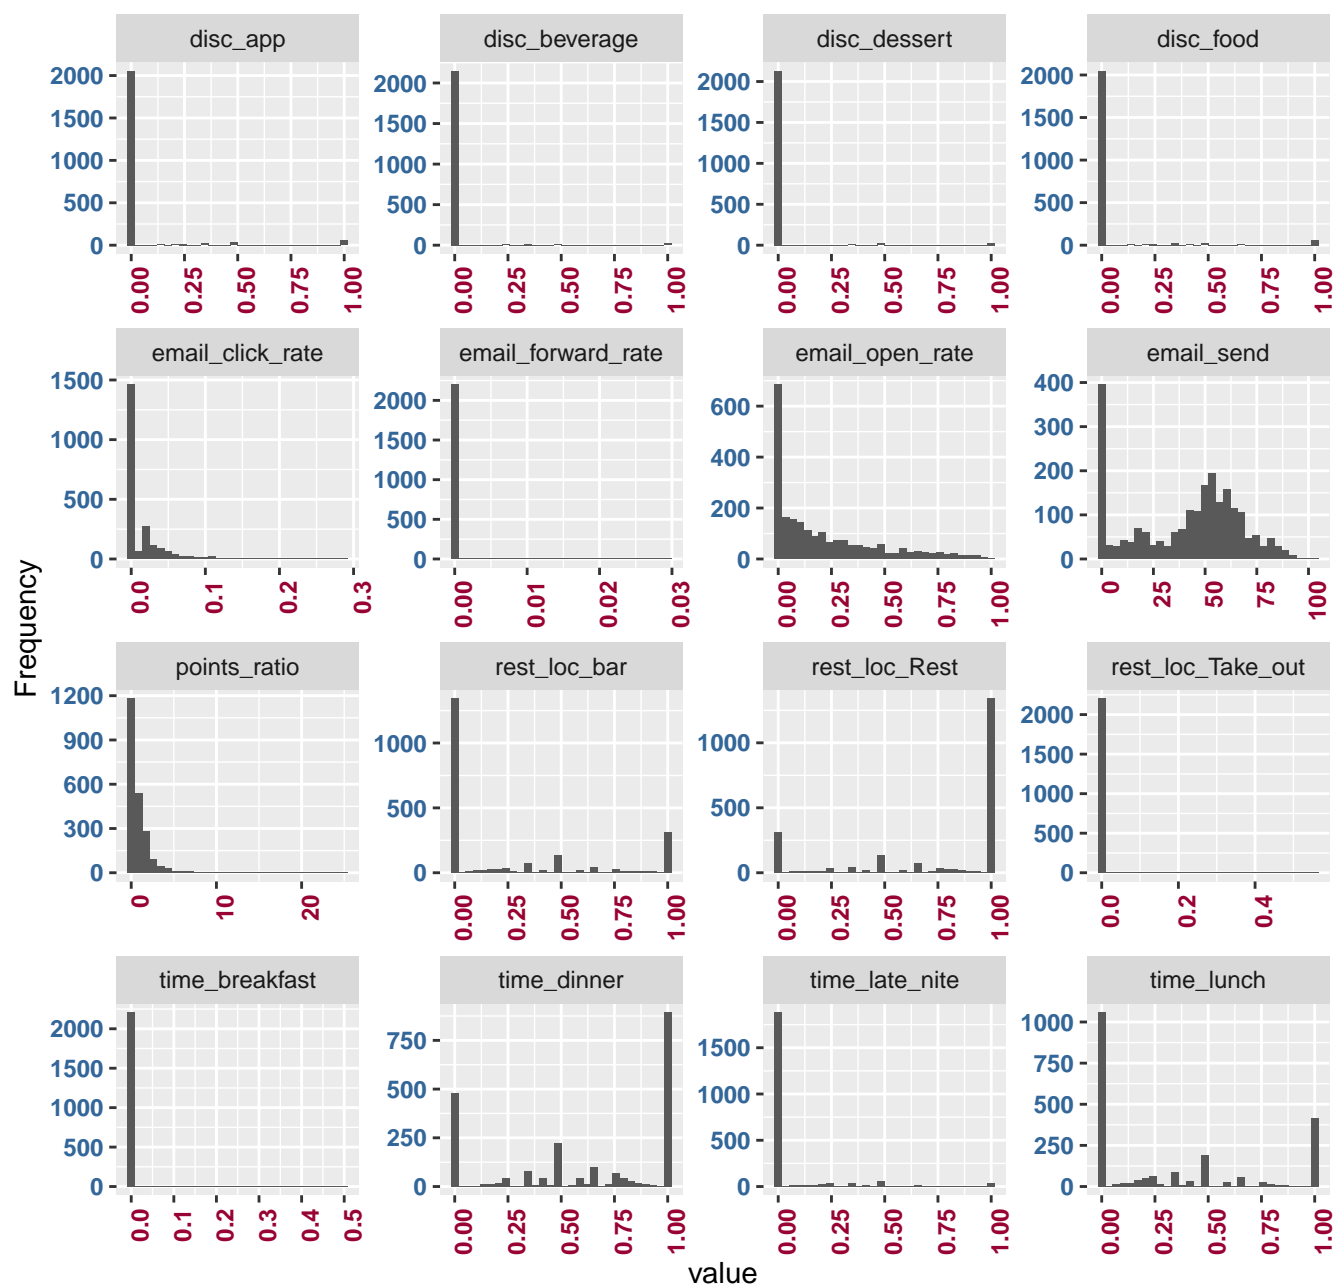 disc_app disc_beverage disc_dessert disc_food
2000 1500 1000 500 0
2000 1500 1000 500 0
2000 1500 1000 500 0
2000 1500 1000 500 0
0.00 0.25 0.50 0.75 1.00
0.00 0.25 0.50 0.75 1.00
0.00 0.25 0.50 0.75 1.00
0.00 0.25 0.50 0.75 1.00
email_click_rate email_forward_rate email_open_rate email_send
1500 1000 500 0
2000 1500 1000 500 0
600 400 200 0
400 300 200 100 0
0.0 0.1 0.2 0.3
0.00 0.01 0.02 0.03
0.00 0.25 0.50 0.75 1.00
0 25 50 75 100
Frequency
points_ratio rest_loc_bar rest_loc_Rest rest_loc_Take_out
1200 900 600 300 0
1000 500 0
1000 500 0
2000 1500 1000 500 0
0 10 20
0.00 0.25 0.50 0.75 1.00
0.00 0.25 0.50 0.75 1.00
0.0 0.2 0.4
time_breakfast time_dinner time_late_nite time_lunch
2000 1500 1000 500 0
750 500 250 0
1500 1000 500 0
1000 750 500 250 0
0.0 0.1 0.2 0.3 0.4 0.5
0.00 0.25 0.50 0.75 1.00
0.00 0.25 0.50 0.75 1.00
0.00 0.25 0.50 0.75 1.00
value